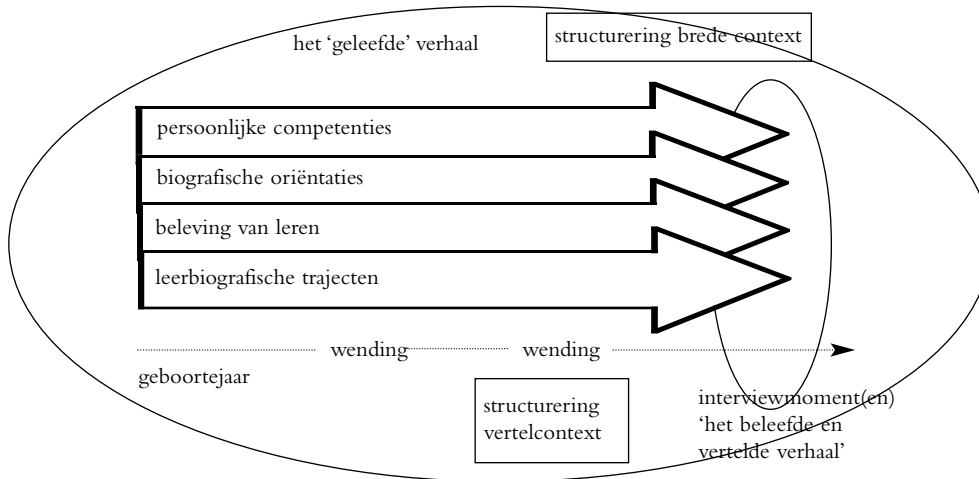 het ‘geleefde’ verhaal
structurering brede context
persoonlijke competenties
biografische oriëntaties
beleving van leren
leerbiografische trajecten
wending
wending
geboortejaar
structurering
vertelcontext
interviewmoment(en)
‘het beleefde en
vertelde verhaal’